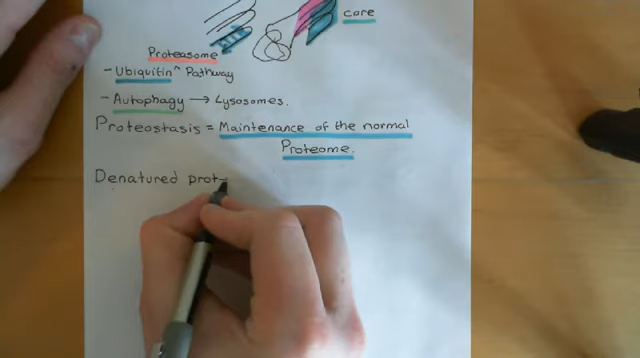 core
Proteasome
- Ubiquitin ^ Pathway
- Autophagy → Lysosomes.
Proteostasis = Maintenance of the normal
Proteome.
Denatured prot